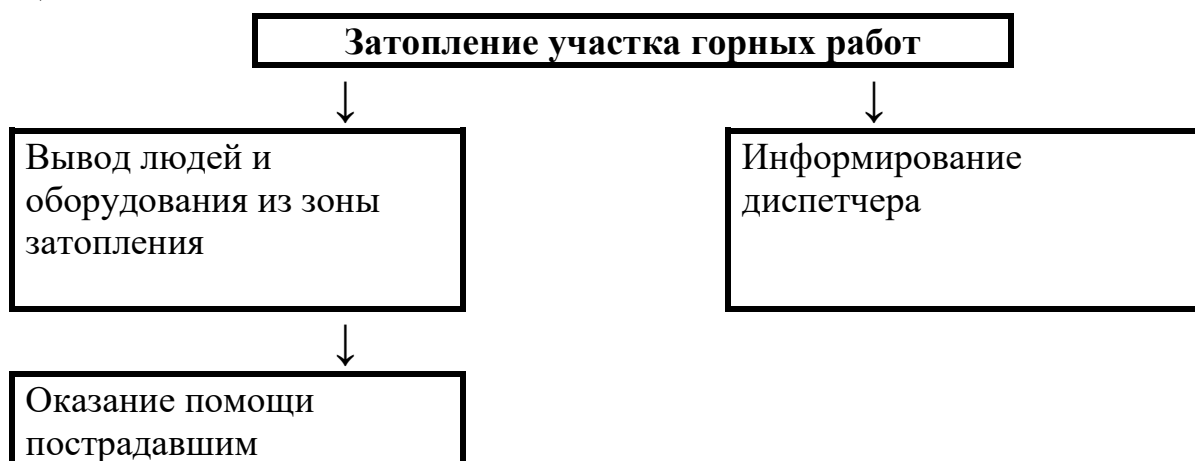 Затопление участка горных работ
↓ ↓
Вывод людей и
оборудования из зоны
затопления
Информирование
диспетчера
↓
Оказание помощи
пострадавшим